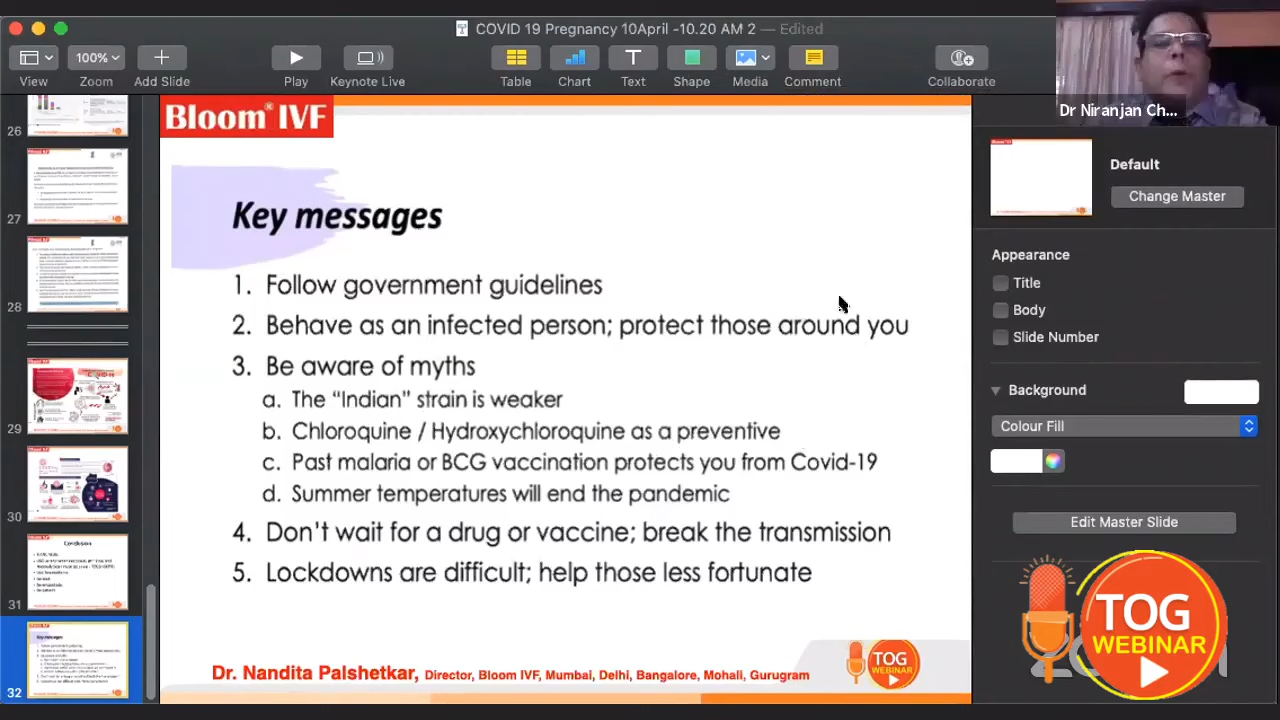 COVID 19 Pregnancy 10April -10.20 AM 2 — Edited
100%
View
Zoom
Add Slide
Play
Keynote Live
Table
Chart
Text
Shape
Media
Comment
Collaborate
Dr Niranjan Ch...
26
27
28
29
30
31
Conclusion
32
Key messages
Bloom® IVF
Key messages
1. Follow government guidelines
2. Behave as an infected person; protect those around you
3. Be aware of myths
a. The “Indian” strain is weaker
b. Chloroquine / Hydroxychloroquine as a preventive
c. Past malaria or BCG vaccination protects you from Covid-19
d. Summer temperatures will end the pandemic
4. Don’t wait for a drug or vaccine; break the transmission
5. Lockdowns are difficult; help those less fortunate
Dr. Nandita Palshetkar, Director, Bloom IVF, Mumbai, Delhi, Bangalore, Mohali, Gurugram
TOG
WEBINAR
Default
Change Master
Appearance
Title
Body
Slide Number
Background
Colour Fill
Edit Master Slide
TOG
WEBINAR